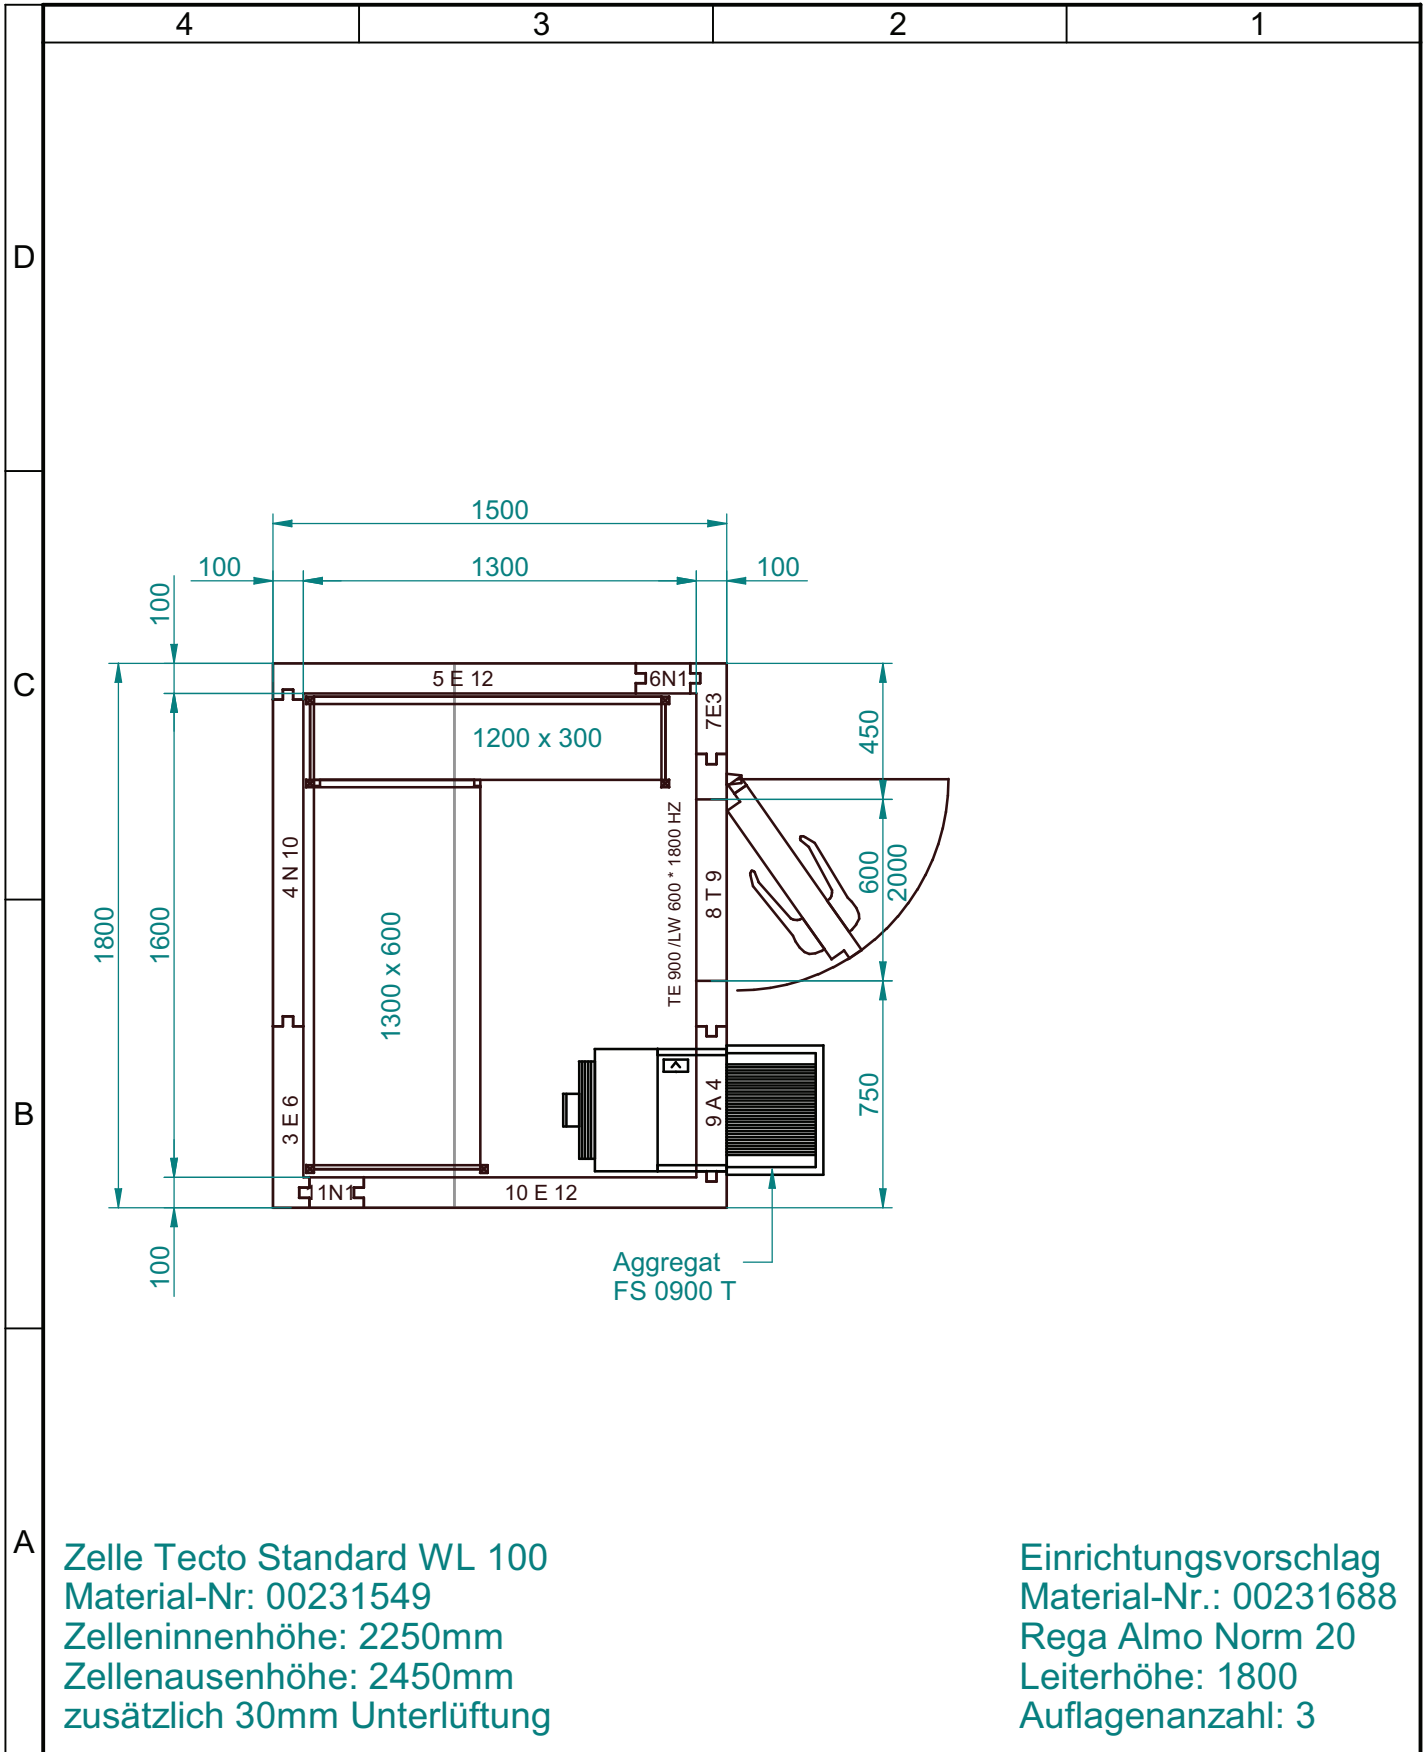 4 3 2 1
D
C
B
A
1500
100 1300 100
100
1800
1600
100
450
600
2000
750
5 E 12
6N1
7E3
1200 x 300
4 N 10
TE 900 /LW 600 * 1800 HZ
8 T 9
1300 x 600
3 E 6
9 A 4
1N1
10 E 12
Aggregat
FS 0900 T
Zelle Tecto Standard WL 100
Material-Nr: 00231549
Zelleninnenhöhe: 2250mm
Zellenausenhöhe: 2450mm
zusätzlich 30mm Unterlüftung
Einrichtungsvorschlag
Material-Nr.: 00231688
Rega Almo Norm 20
Leiterhöhe: 1800
Auflagenanzahl: 3